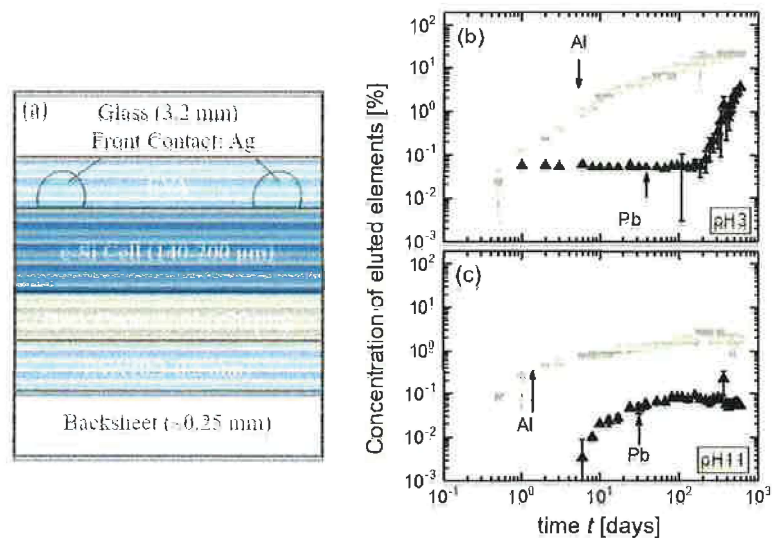 (a) Glass (3.2 mm)
Front Contact: Ag
c-Si Cell (140-200 µm)
Backsheet (≈0.25 mm)
Concentration of eluted elements [%]
10²
10¹
10⁰
10⁻¹
10⁻²
10⁻³
(b)
Al
Pb
pH3
10²
10¹
10⁰
10⁻¹
10⁻²
10⁻³
(c)
Al
Pb
pH11
10⁻¹ 10⁰ 10¹ 10² 10³
time t [days]